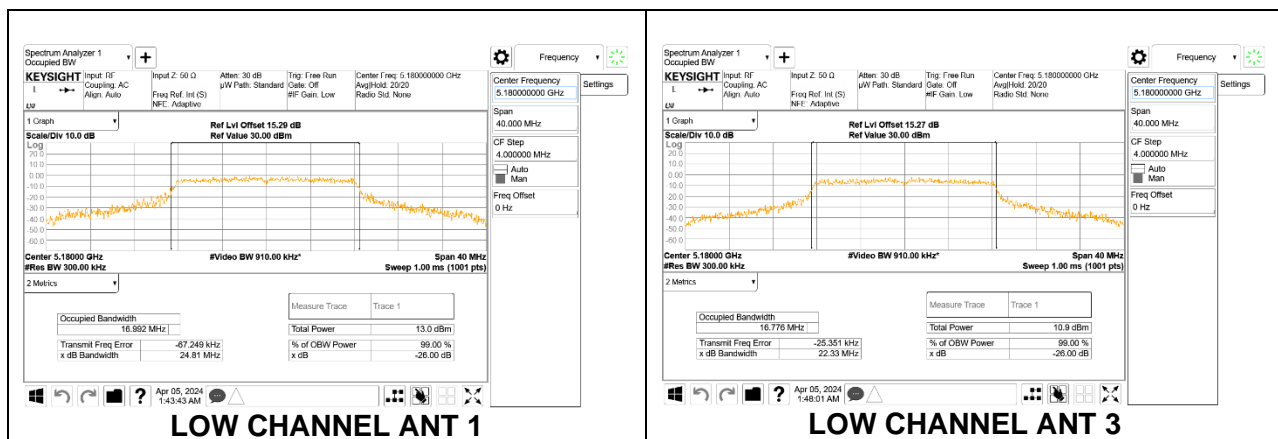 Spectrum Analyzer 1
Occupied BW
Frequency
KEYSIGHT
Input: RF
Coupling: AC
Align: Auto
Input Z: 50 Ω
Freq Ref: Int (S)
NFE: Adaptive
Atten: 30 dB
µW Path: Standard
Trig: Free Run
Gate: Off
#IF Gain: Low
Center Freq: 5.180000000 GHz
Avg|Hold: 20/20
Radio Std: None
Center Frequency
5.180000000 GHz
Settings
Span
40.000 MHz
CF Step
4.000000 MHz
Auto
Man
Freq Offset
0 Hz
1 Graph
Scale/Div 10.0 dB
Ref Lvl Offset 15.29 dB
Ref Value 30.00 dBm
Log
20.0
10.0
0.00
-10.0
-20.0
-30.0
-40.0
-50.0
-60.0
Center 5.18000 GHz
#Video BW 910.00 kHz*
Span 40 MHz
#Res BW 300.00 kHz
Sweep 1.00 ms (1001 pts)
2 Metrics
Measure Trace Trace 1
Occupied Bandwidth
16.992 MHz
Total Power 13.0 dBm
Transmit Freq Error -67.249 kHz
% of OBW Power 99.00 %
x dB Bandwidth 24.81 MHz
x dB -26.00 dB
Apr 05, 2024
1:43:43 AM
LOW CHANNEL ANT 1
Spectrum Analyzer 1
Occupied BW
Frequency
KEYSIGHT
Input: RF
Coupling: AC
Align: Auto
Input Z: 50 Ω
Freq Ref: Int (S)
NFE: Adaptive
Atten: 30 dB
µW Path: Standard
Trig: Free Run
Gate: Off
#IF Gain: Low
Center Freq: 5.180000000 GHz
Avg|Hold: 20/20
Radio Std: None
Center Frequency
5.180000000 GHz
Settings
Span
40.000 MHz
CF Step
4.000000 MHz
Auto
Man
Freq Offset
0 Hz
1 Graph
Scale/Div 10.0 dB
Ref Lvl Offset 15.27 dB
Ref Value 30.00 dBm
Log
20.0
10.0
0.00
-10.0
-20.0
-30.0
-40.0
-50.0
-60.0
Center 5.18000 GHz
#Video BW 910.00 kHz*
Span 40 MHz
#Res BW 300.00 kHz
Sweep 1.00 ms (1001 pts)
2 Metrics
Measure Trace Trace 1
Occupied Bandwidth
16.776 MHz
Total Power 10.9 dBm
Transmit Freq Error -25.351 kHz
% of OBW Power 99.00 %
x dB Bandwidth 22.33 MHz
x dB -26.00 dB
Apr 05, 2024
1:48:01 AM
LOW CHANNEL ANT 3